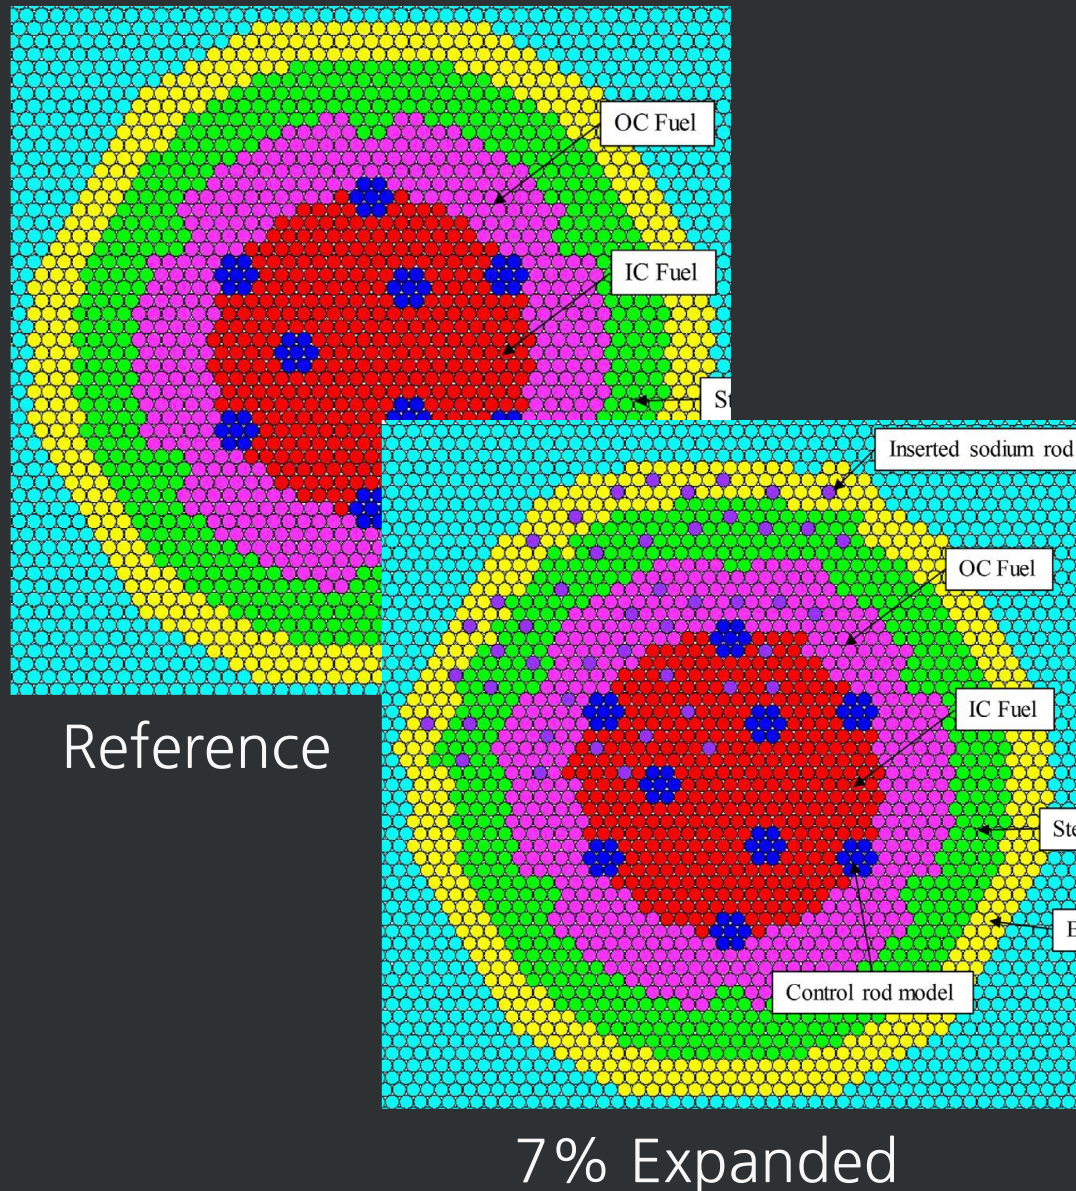 OC Fuel
IC Fuel
Reference
Inserted sodium rod
OC Fuel
IC Fuel
Control rod model
7% Expanded